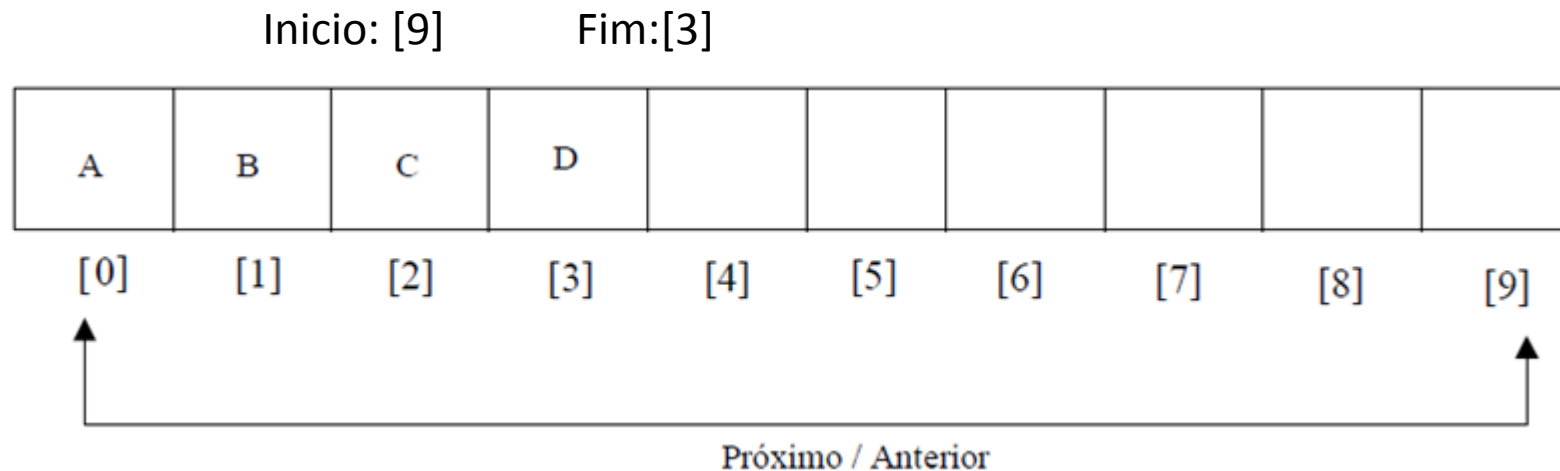 Inicio: [9] Fim:[3]
A B C D
[0] [1] [2] [3] [4] [5] [6] [7] [8] [9]
Próximo / Anterior